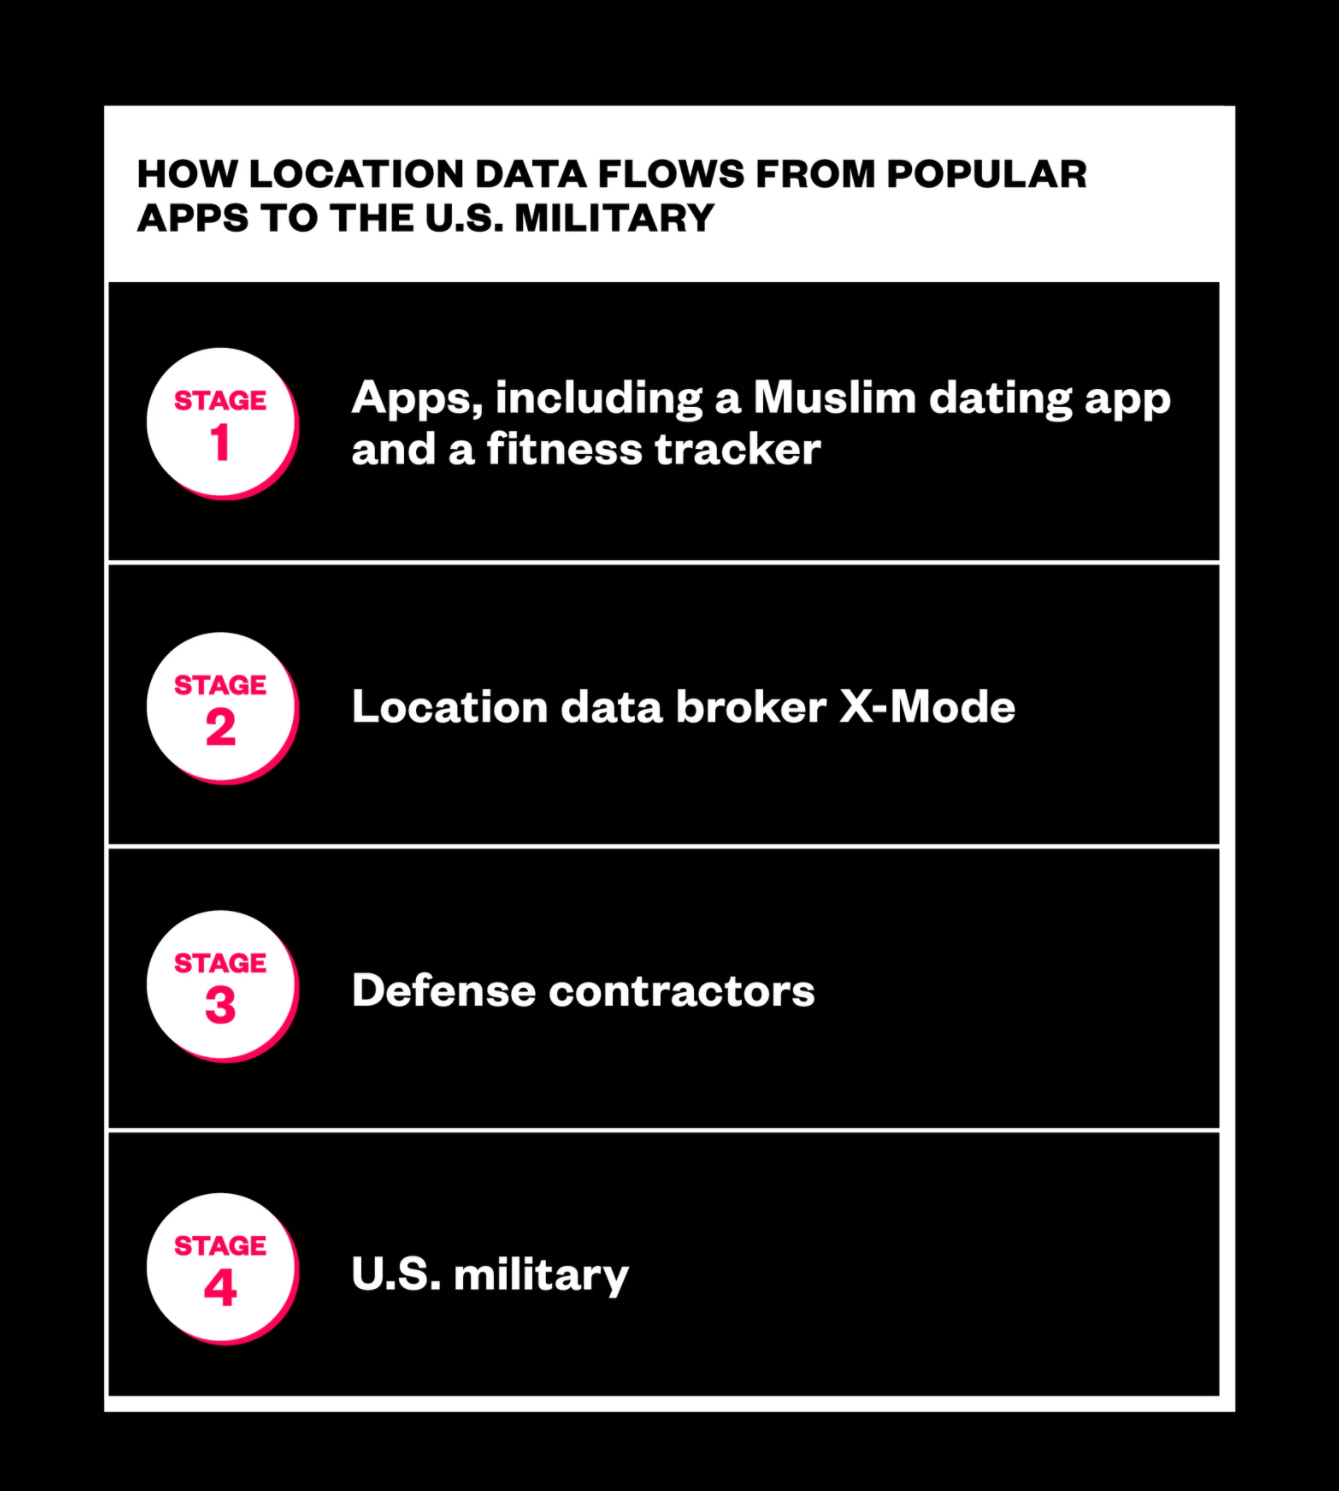 HOW LOCATION DATA FLOWS FROM POPULAR
APPS TO THE U.S. MILITARY
STAGE
1
Apps, including a Muslim dating app
and a fitness tracker
STAGE
2
Location data broker X-Mode
STAGE
3
Defense contractors
STAGE
4
U.S. military